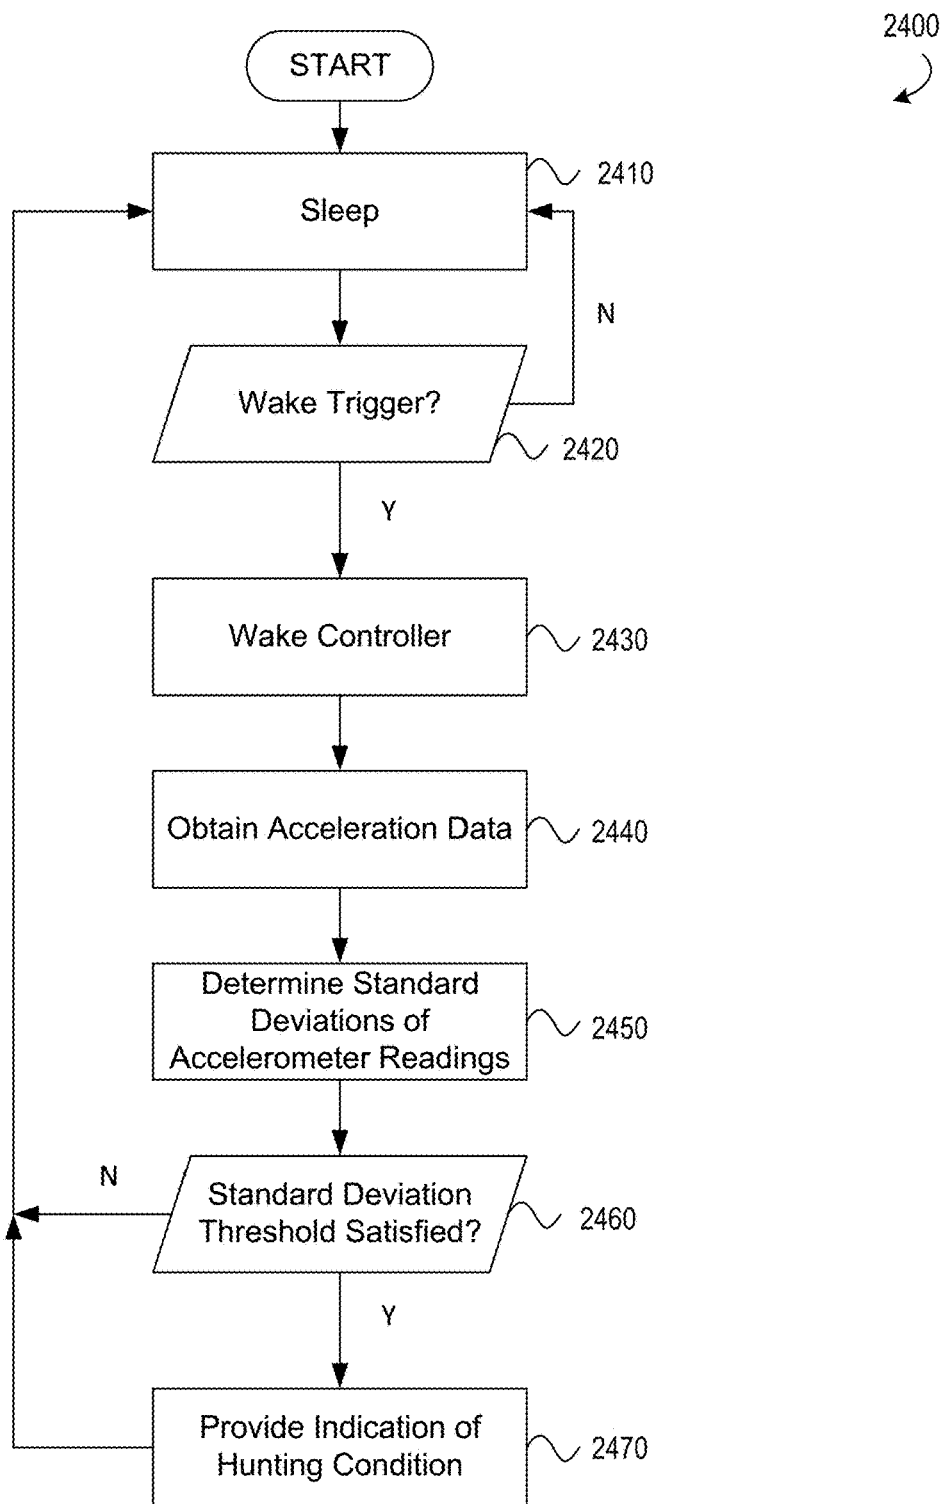 2400
START
Sleep
2410
N
Wake Trigger?
2420
Y
Wake Controller
2430
Obtain Acceleration Data
2440
Determine Standard
Deviations of
Accelerometer Readings
2450
N
Standard Deviation
Threshold Satisfied?
2460
Y
Provide Indication of
Hunting Condition
2470